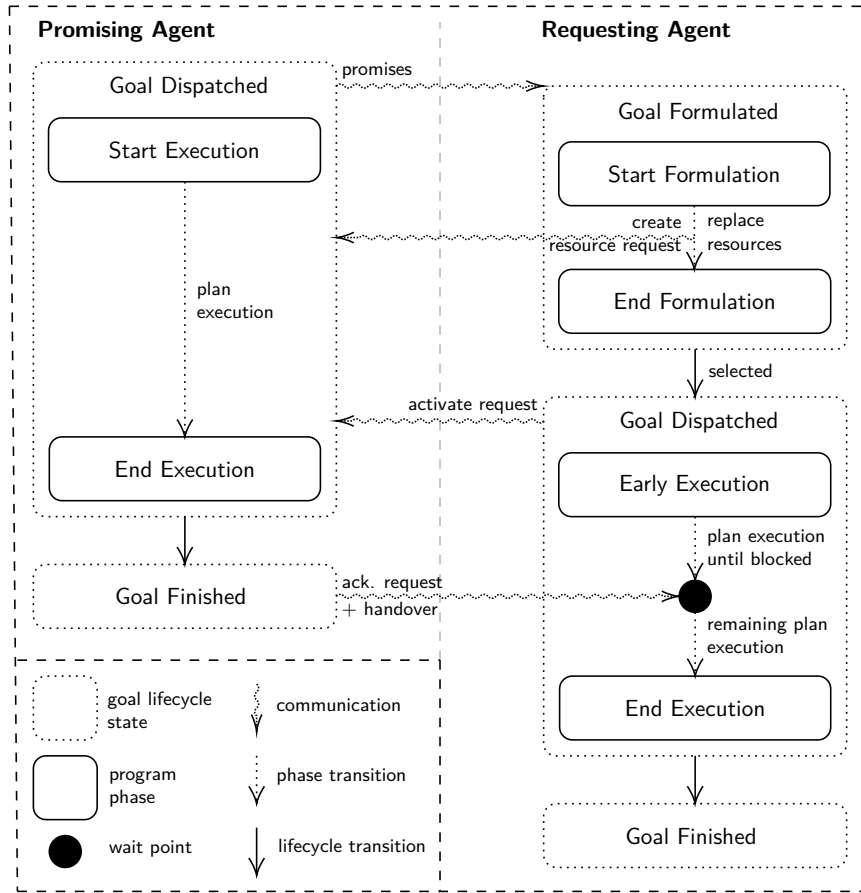 Promising Agent
Requesting Agent
Goal Dispatched
promises
Start Execution
plan
execution
End Execution
Goal Finished
Goal Formulated
Start Formulation
create
resource request
replace
resources
End Formulation
selected
activate request
Goal Dispatched
Early Execution
plan execution
until blocked
ack. request
+ handover
remaining plan
execution
End Execution
Goal Finished
goal lifecycle
state
communication
program
phase
phase transition
wait point
lifecycle transition